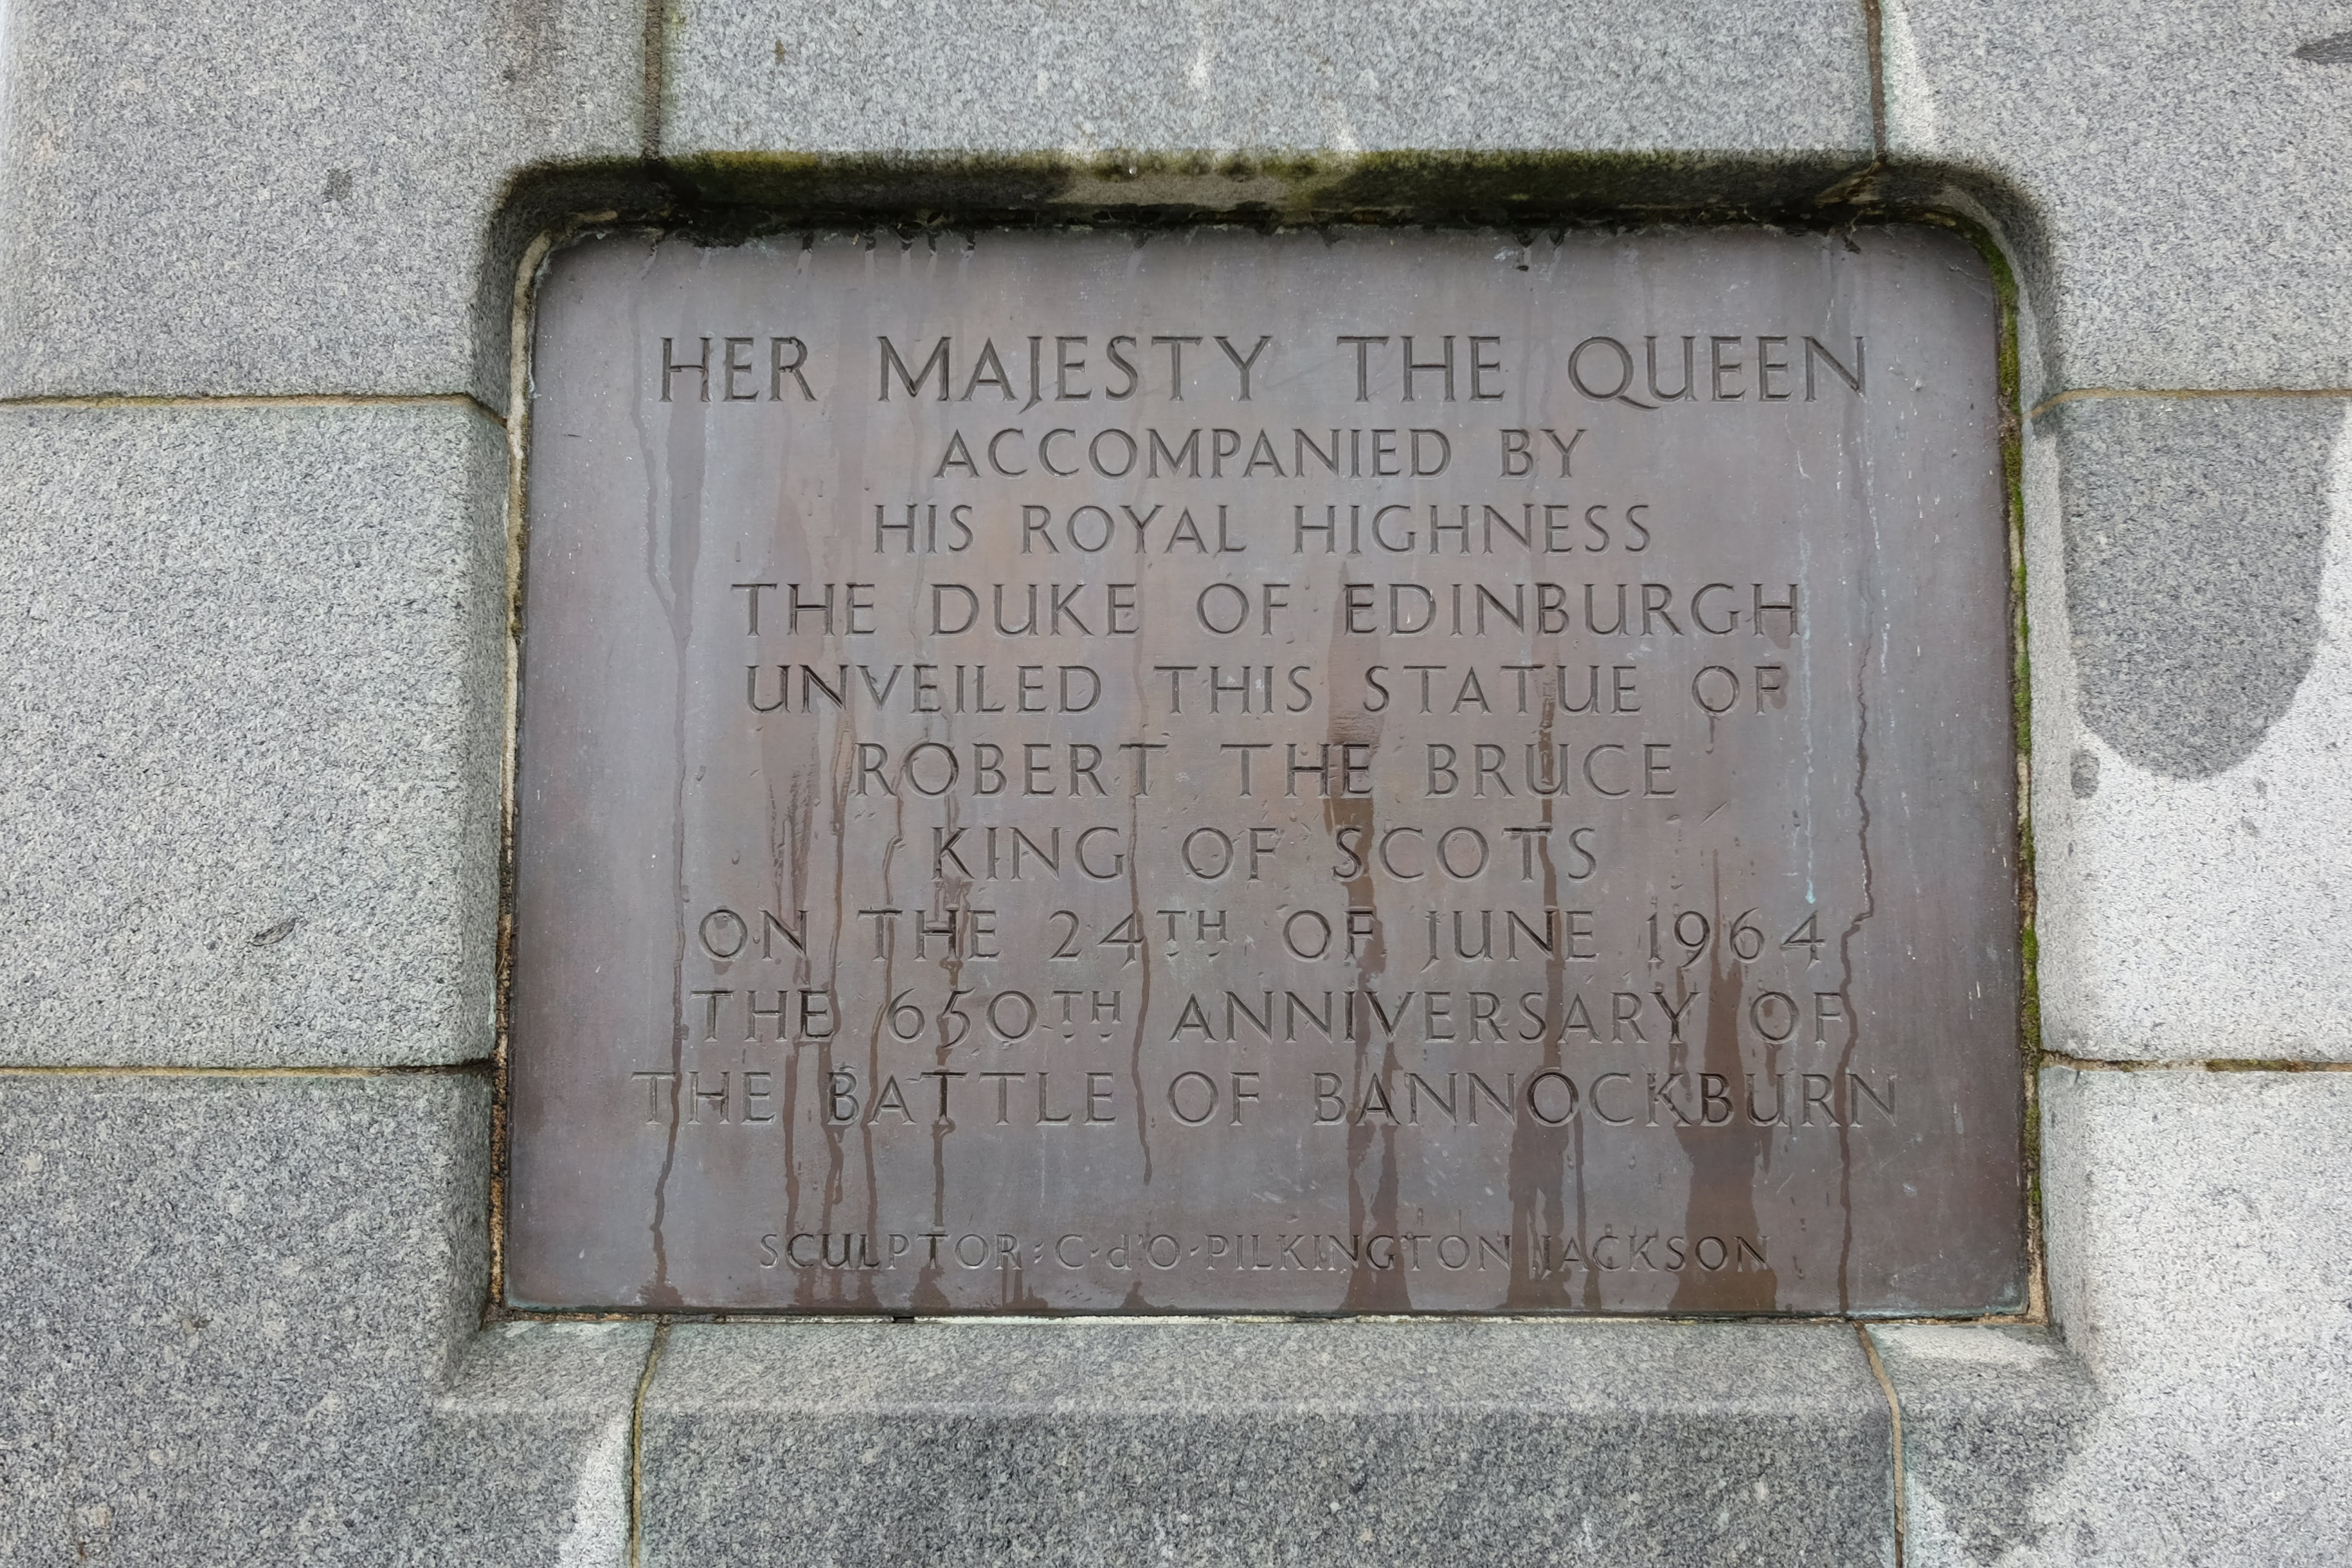 HER MAJESTY THE QUEEN
ACCOMPANIED BY
HIS ROYAL HIGHNESS
THE DUKE OF EDINBURGH
UNVEILED THIS STATUE OF
ROBERT THE BRUCE
KING OF SCOTS
ON THE 24TH OF JUNE 1964
THE 650TH ANNIVERSARY OF
THE BATTLE OF BANNOCKBURN
SCULPTOR : C · d'O · PILKINGTON JACKSON